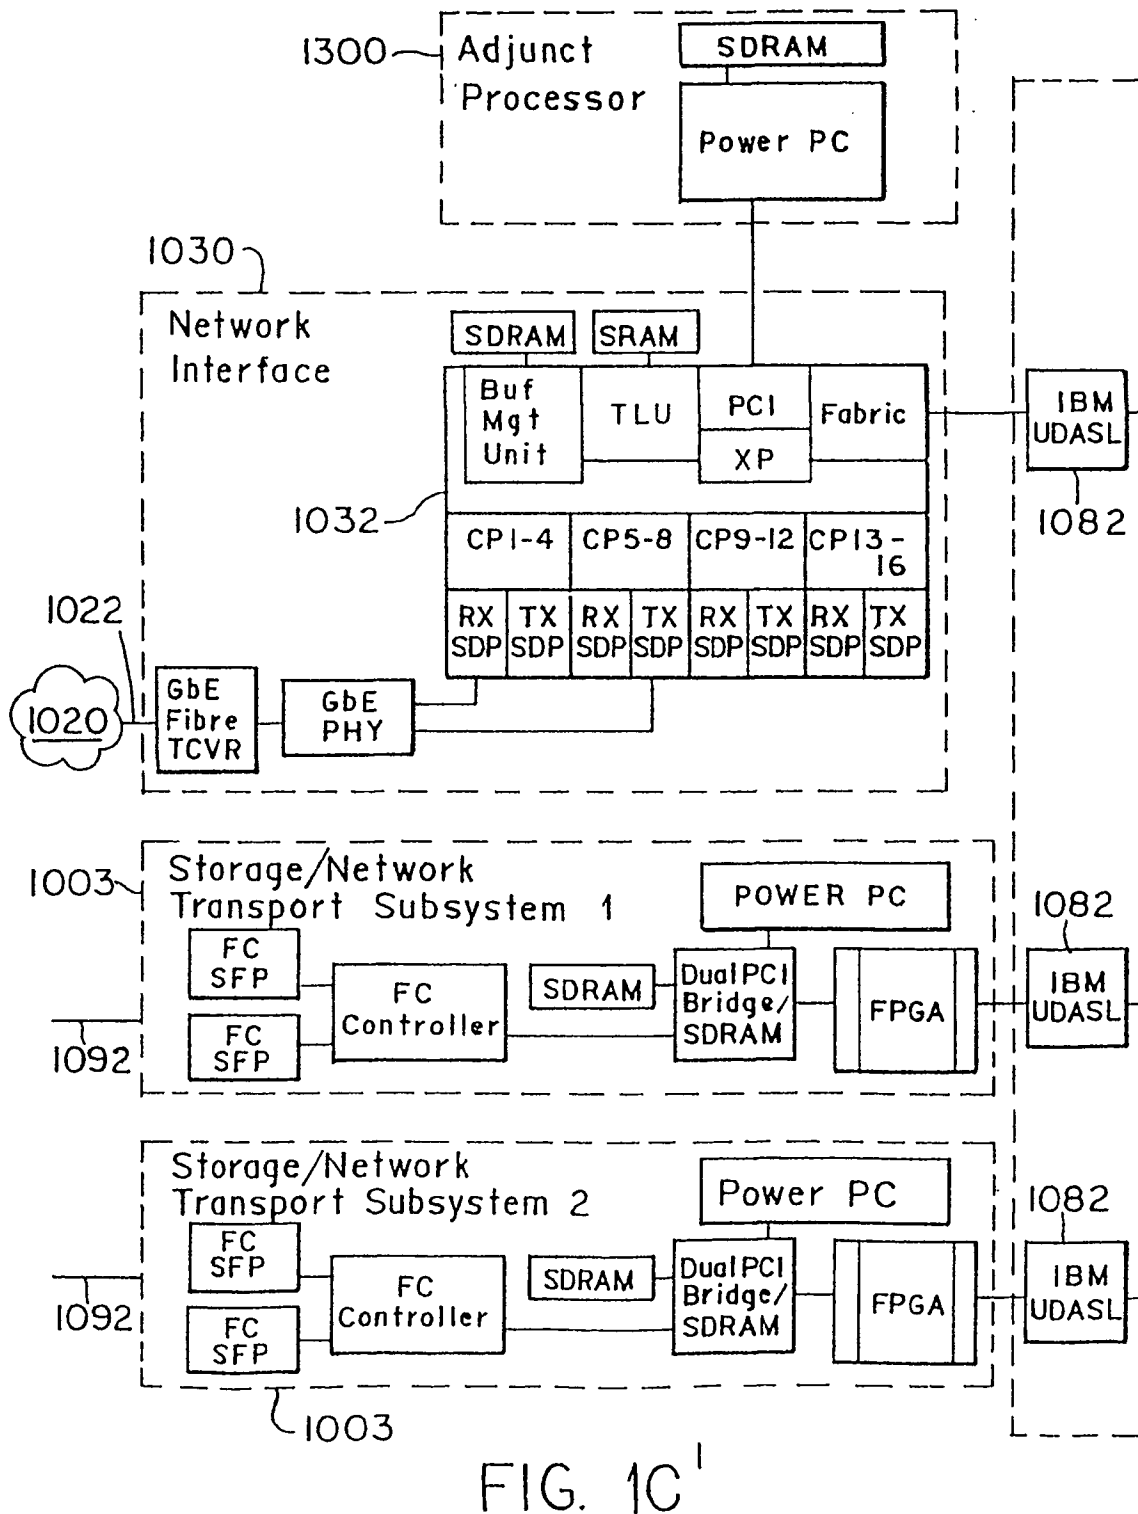 1300
Adjunct
Processor
SDRAM
Power PC
1030
Network
Interface
SDRAM
SRAM
Buf
Mgt
Unit
TLU
PCI
XP
Fabric
IBM
UDASL
1082
1032
CP1-4
CP5-8
CP9-12
CP13-
16
RX
SDP
TX
SDP
RX
SDP
TX
SDP
RX
SDP
TX
SDP
RX
SDP
TX
SDP
1022
1020
GbE
Fibre
TCVR
GbE
PHY
1003
Storage/Network
Transport Subsystem 1
POWER PC
FC
SFP
FC
SFP
FC
Controller
SDRAM
Dual PCI
Bridge/
SDRAM
FPGA
1082
IBM
UDASL
1092
Storage/Network
Transport Subsystem 2
Power PC
FC
SFP
FC
SFP
FC
Controller
SDRAM
Dual PCI
Bridge/
SDRAM
FPGA
1082
IBM
UDASL
1092
1003
FIG. 1C'